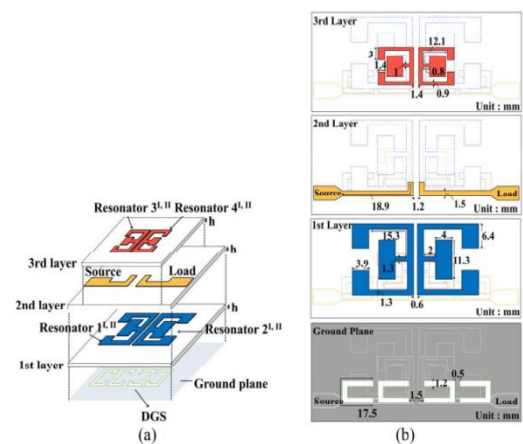 Resonator 3I, II Resonator 4I, II
h
3rd layer
h
Source Load
2nd layer
h
Resonator 1I, II
Resonator 2I, II
1st layer
Ground plane
DGS
(a)
3rd Layer
12.1
3
1.4
1
0.8
1.4
0.9
Unit : mm
2nd Layer
Source Load
18.9
1.2
1.5
Unit : mm
1st Layer
15.3
4
6.4
2
3.9
1.3
11.3
1.3
0.6
Unit : mm
Ground Plane
0.5
1.2
Source
1.5
Load
17.5
Unit : mm
(b)